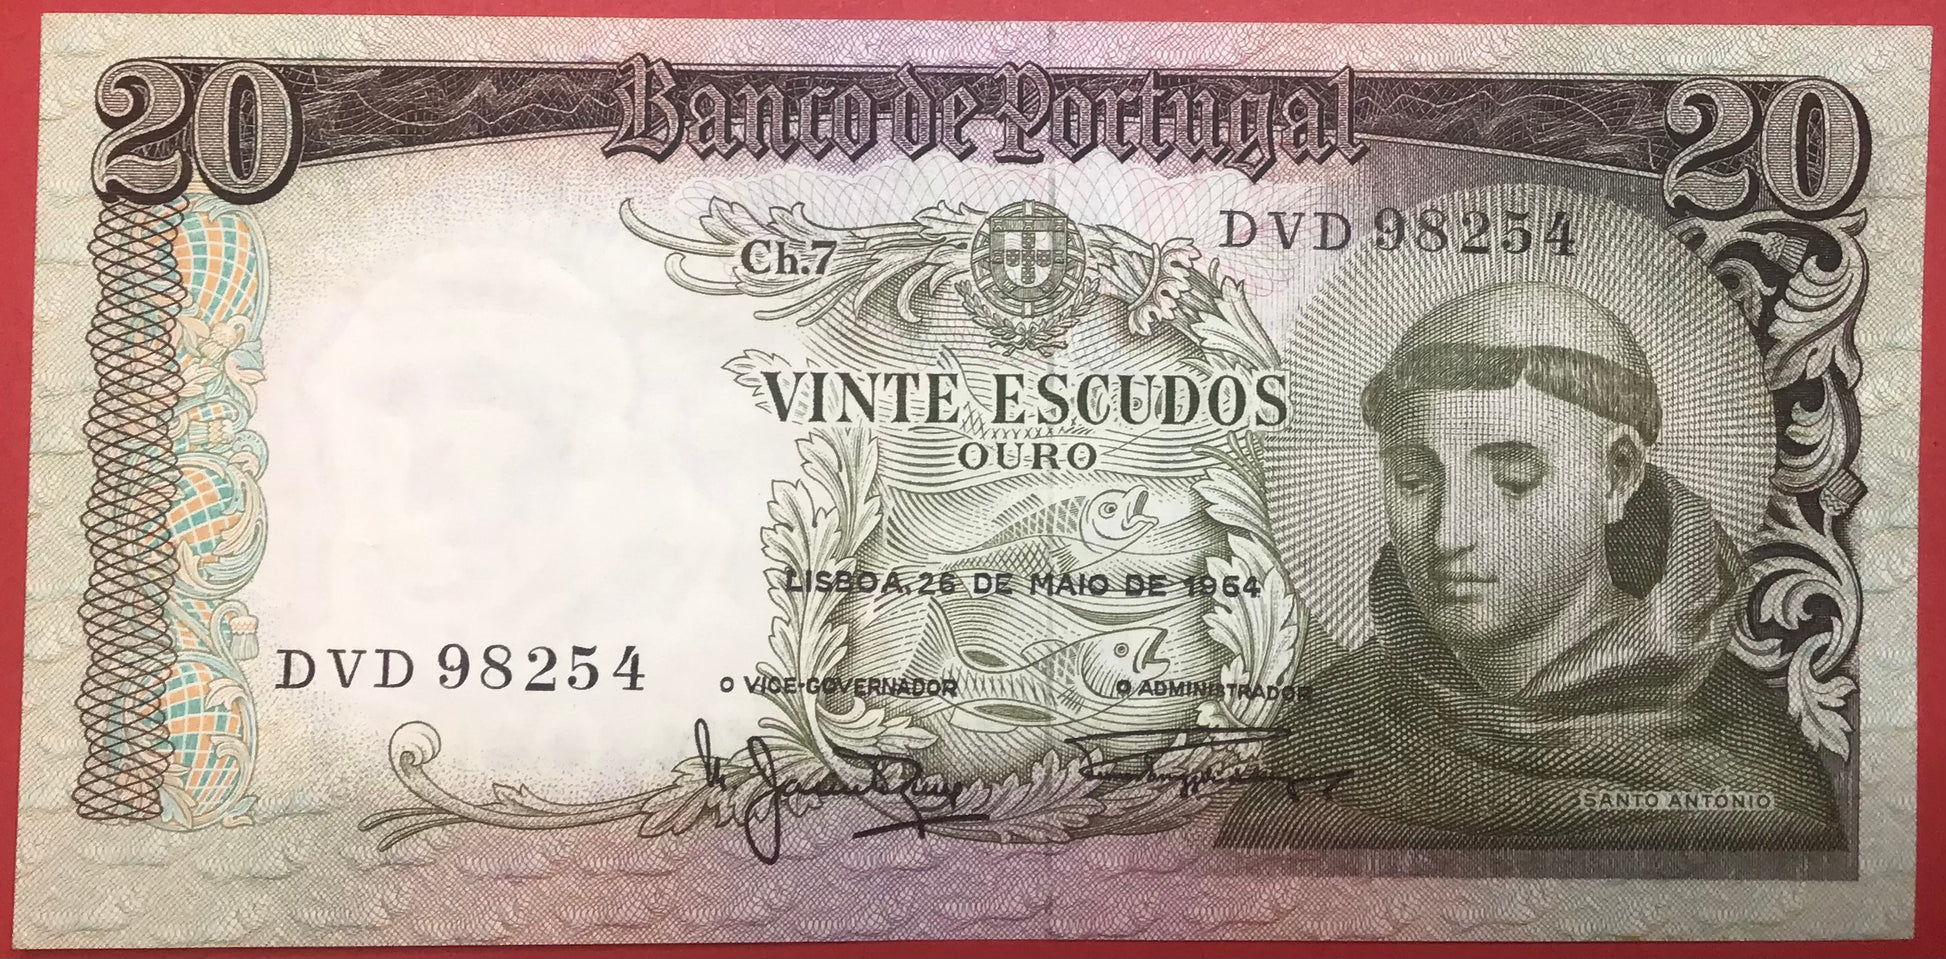 20 Banco de Portugal 20
DVD 98254
Ch.7
VINTE ESCUDOS
OURO
LISBOA, 26 DE MAIO DE 1964
DVD 98254
O VICE-GOVERNADOR O ADMINISTRADOR
SANTO ANTÓNIO